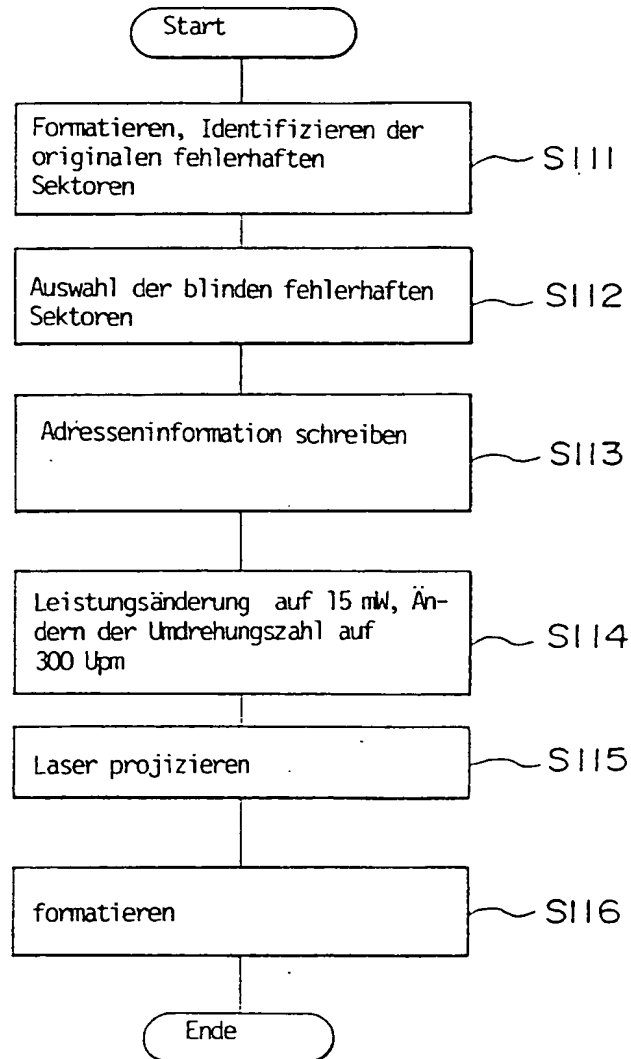 Start
Formatieren, Identifizieren der
originalen fehlerhaften
Sektoren
S111
Auswahl der blinden fehlerhaften
Sektoren
S112
Adresseninformation schreiben
S113
Leistungsänderung auf 15 mW, Än-
dern der Umdrehungszahl auf
300 Upm
S114
Laser projizieren
S115
formatieren
S116
Ende